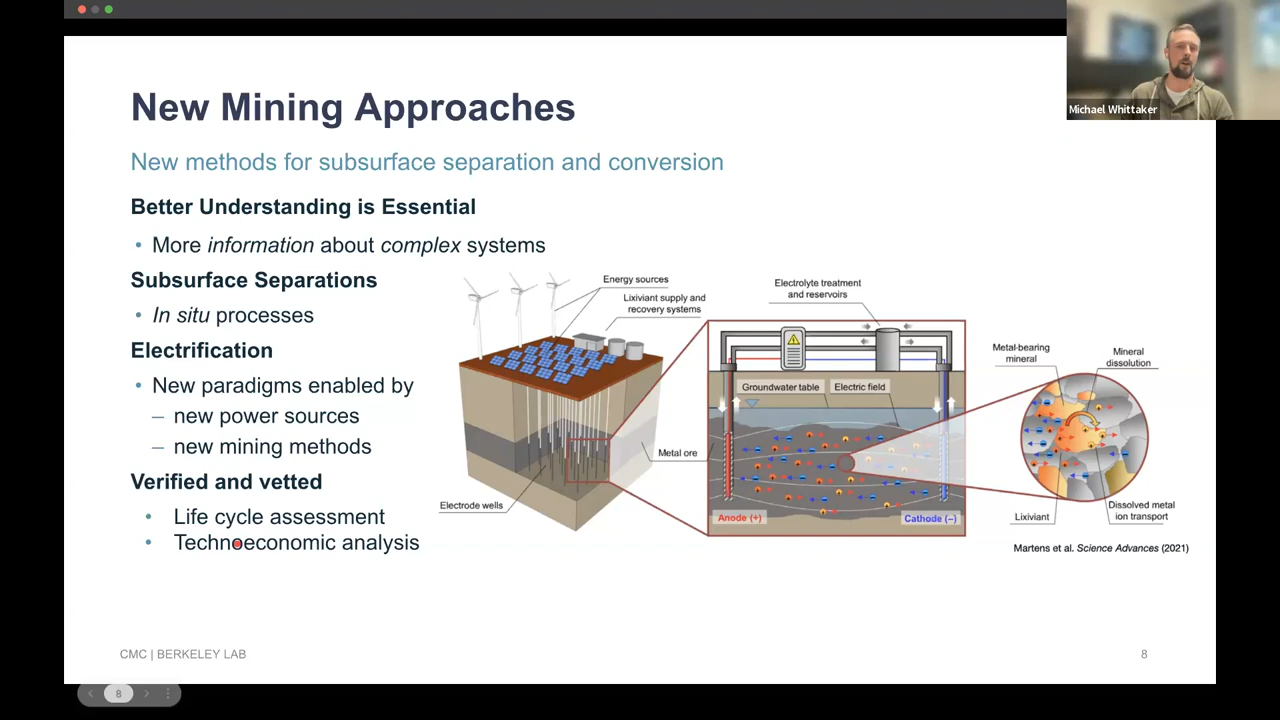 Michael Whittaker
New Mining Approaches
New methods for subsurface separation and conversion
Better Understanding is Essential
• More information about complex systems
Subsurface Separations
• In situ processes
Electrification
• New paradigms enabled by
– new power sources
– new mining methods
Verified and vetted
• Life cycle assessment
• Technoeconomic analysis
Energy sources
Lixiviant supply and
recovery systems
Metal ore
Electrode wells
Electrolyte treatment
and reservoirs
Groundwater table
Electric field
Anode (+)
Cathode (–)
Metal-bearing
mineral
Mineral
dissolution
Lixiviant
Dissolved metal
ion transport
Martens et al. Science Advances (2021)
CMC | BERKELEY LAB
8
8